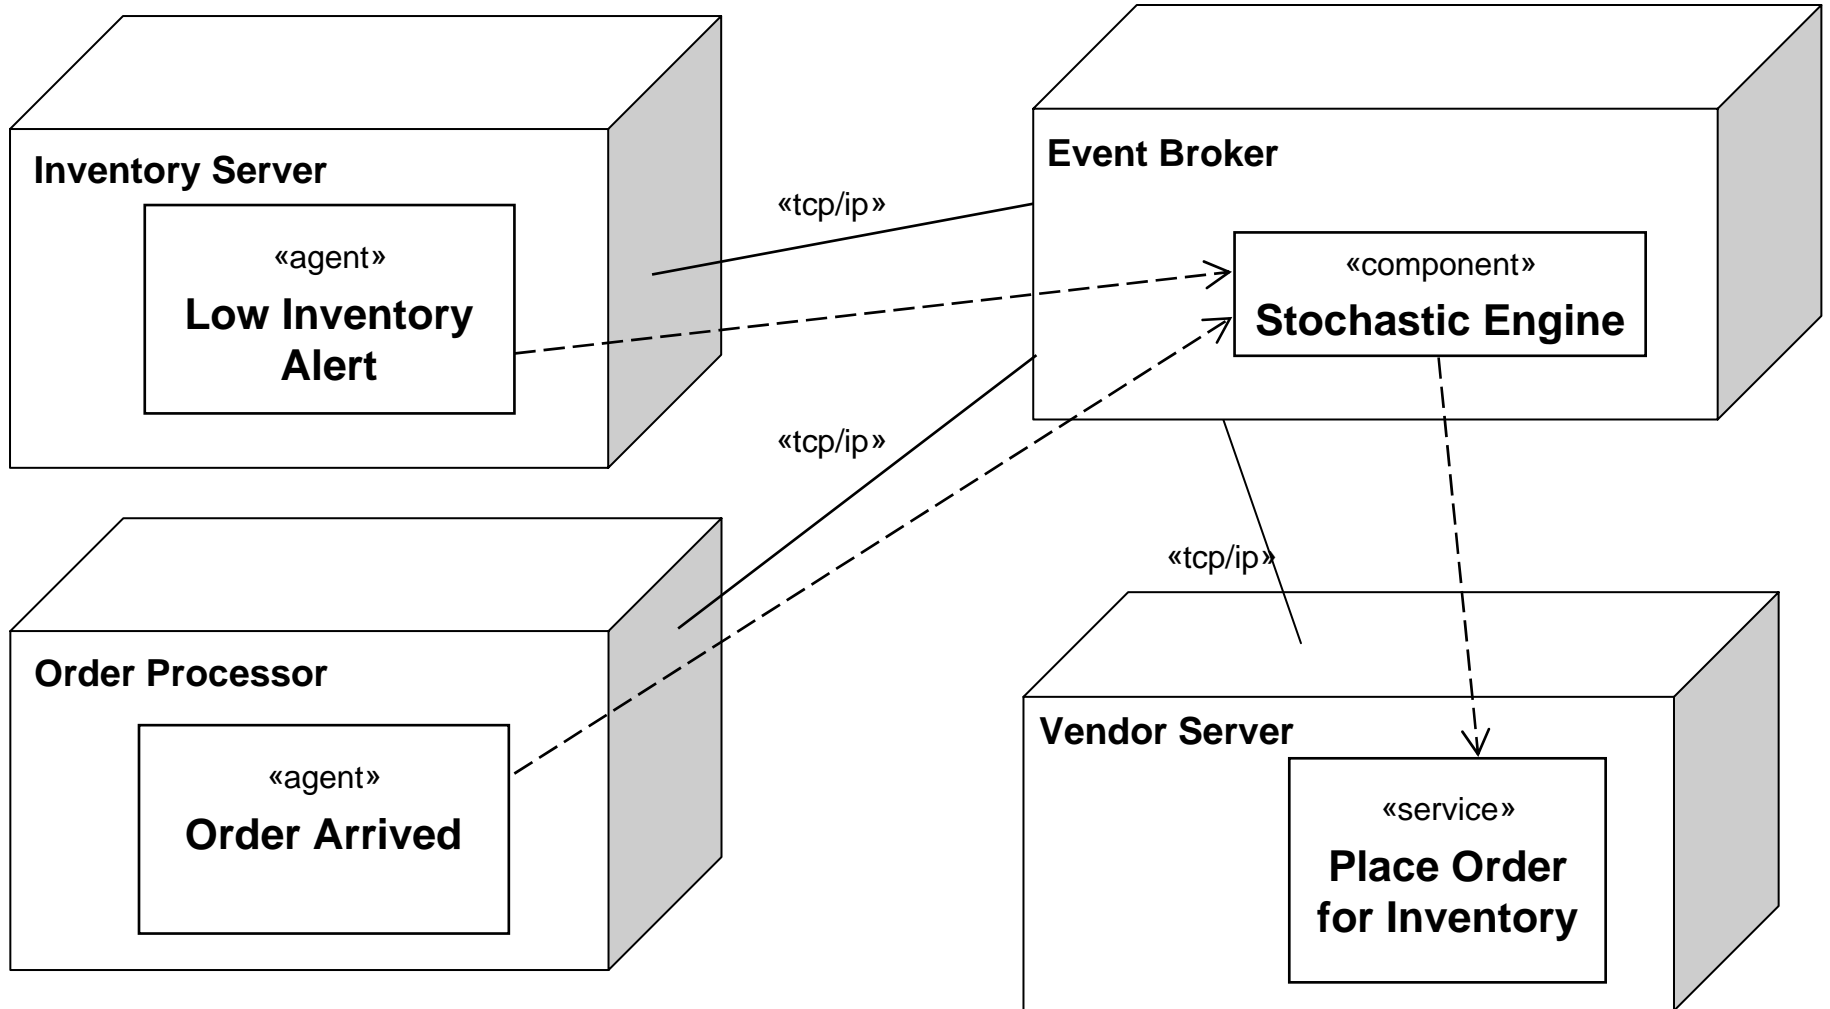 Inventory Server
«agent»
Low Inventory
Alert
«tcp/ip»
Event Broker
«component»
Stochastic Engine
«tcp/ip»
Order Processor
«agent»
Order Arrived
«tcp/ip»
Vendor Server
«service»
Place Order
for Inventory